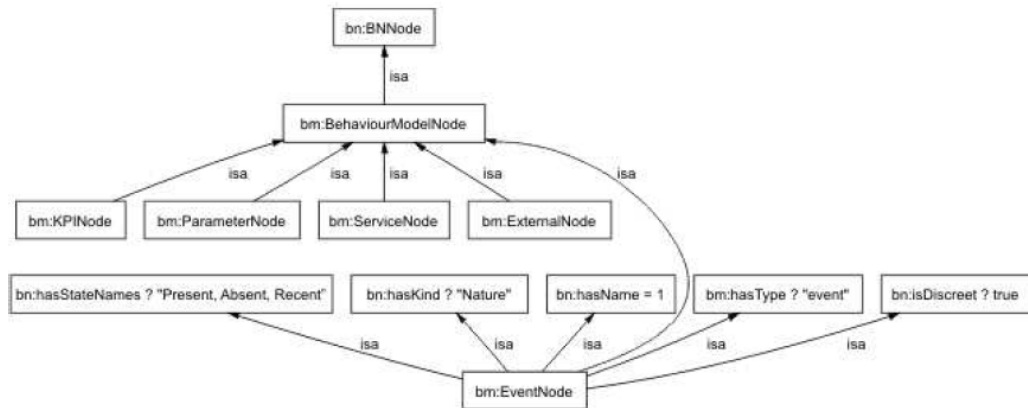 bn:BNNode
isa
bm:BehaviourModelNode
isa
isa
isa
isa
isa
bm:KPINode
bm:ParameterNode
bm:ServiceNode
bm:ExternalNode
bn:hasStateNames ? "Present, Absent, Recent"
bn:hasKind ? "Nature"
bn:hasName = 1
bm:hasType ? "event"
bn:isDiscreet ? true
isa
isa
isa
isa
isa
bm:EventNode